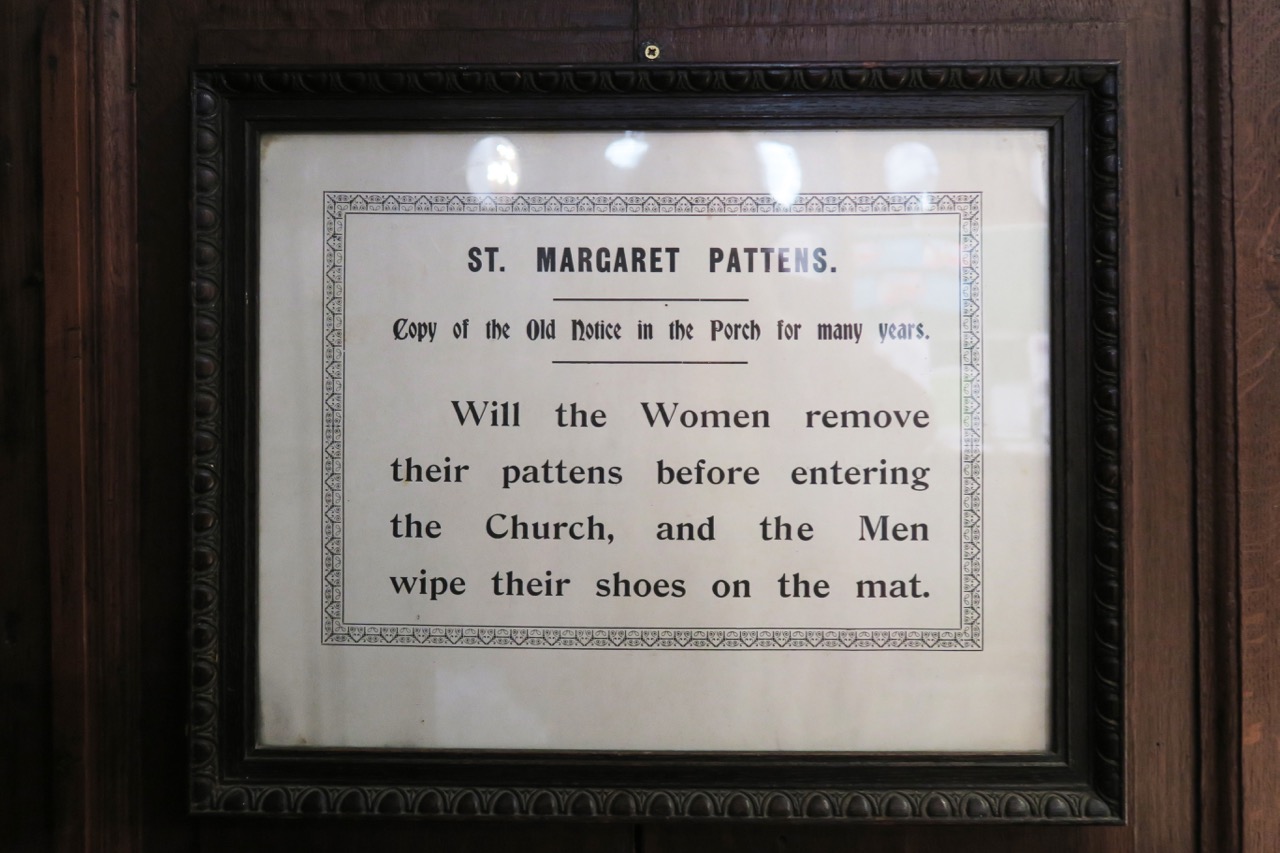 ST. MARGARET PATTENS.
Copy of the Old Notice in the Porch for many years.
Will the Women remove
their pattens before entering
the Church, and the Men
wipe their shoes on the mat.